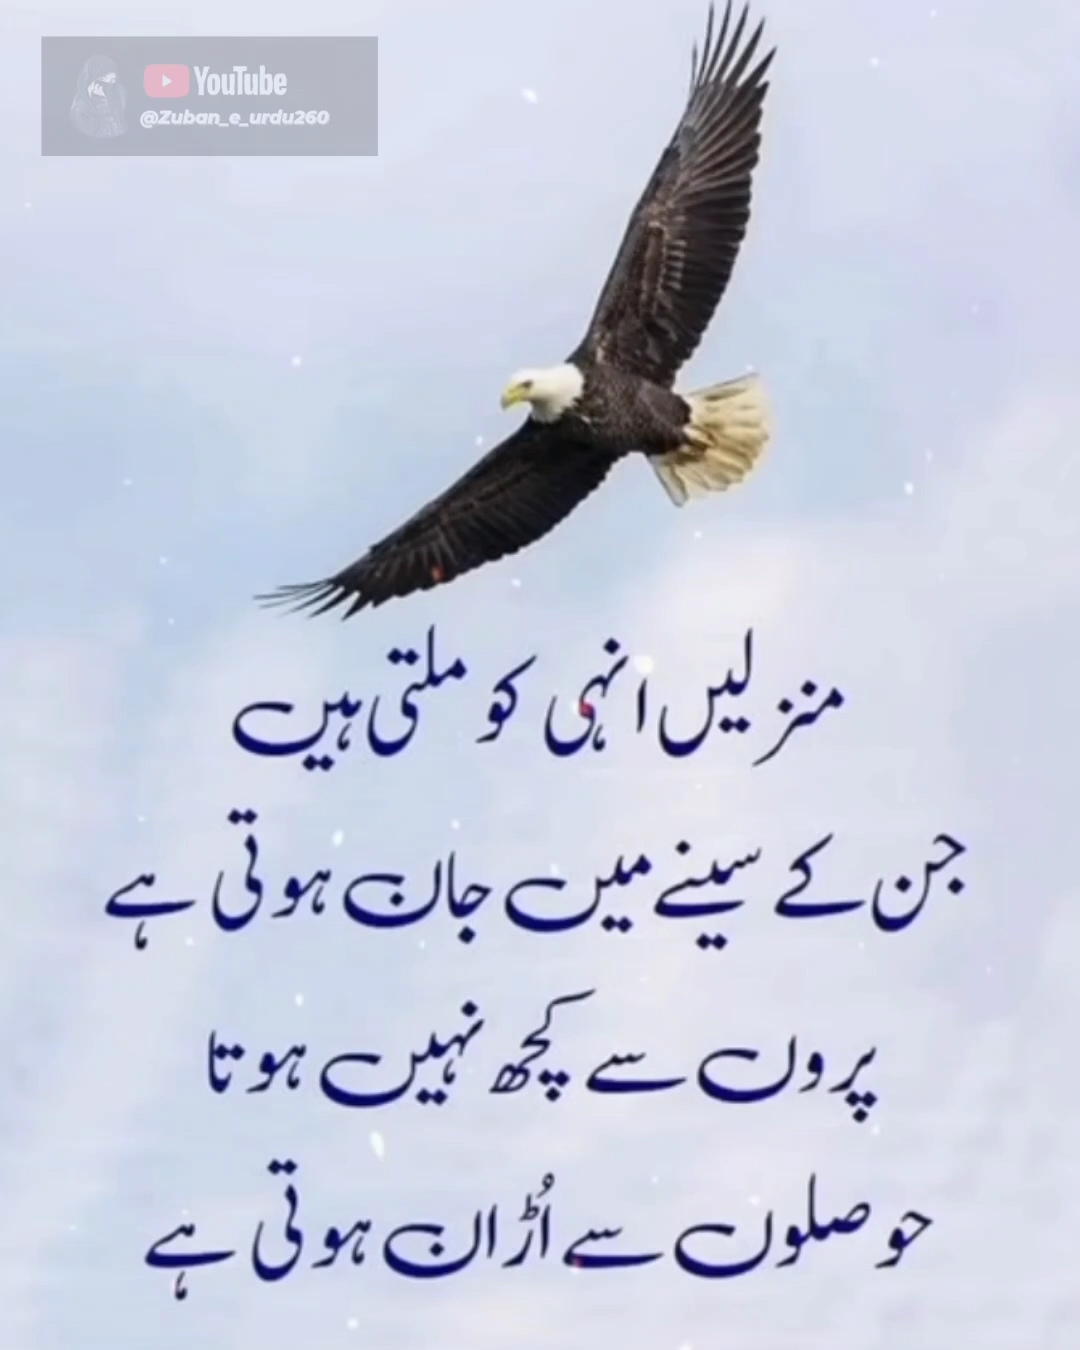 YouTube
@Zuban_e_urdu260
منزلیں انہی کو ملتی ہیں
جن کے سینے میں جان ہوتی ہے
پروں سے کچھ نہیں ہوتا
حوصلوں سے اُڑان ہوتی ہے